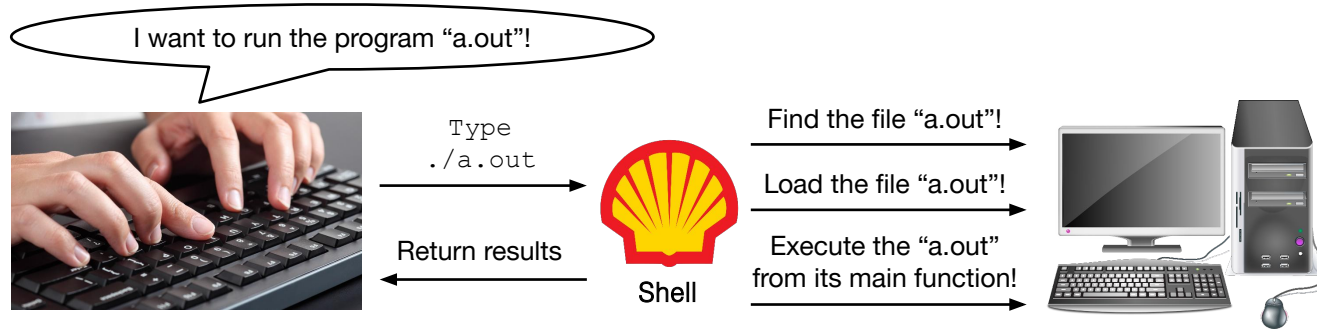 I want to run the program “a.out”!
Type
./a.out
Return results
Shell
Find the file “a.out”!
Load the file “a.out”!
Execute the “a.out”
from its main function!